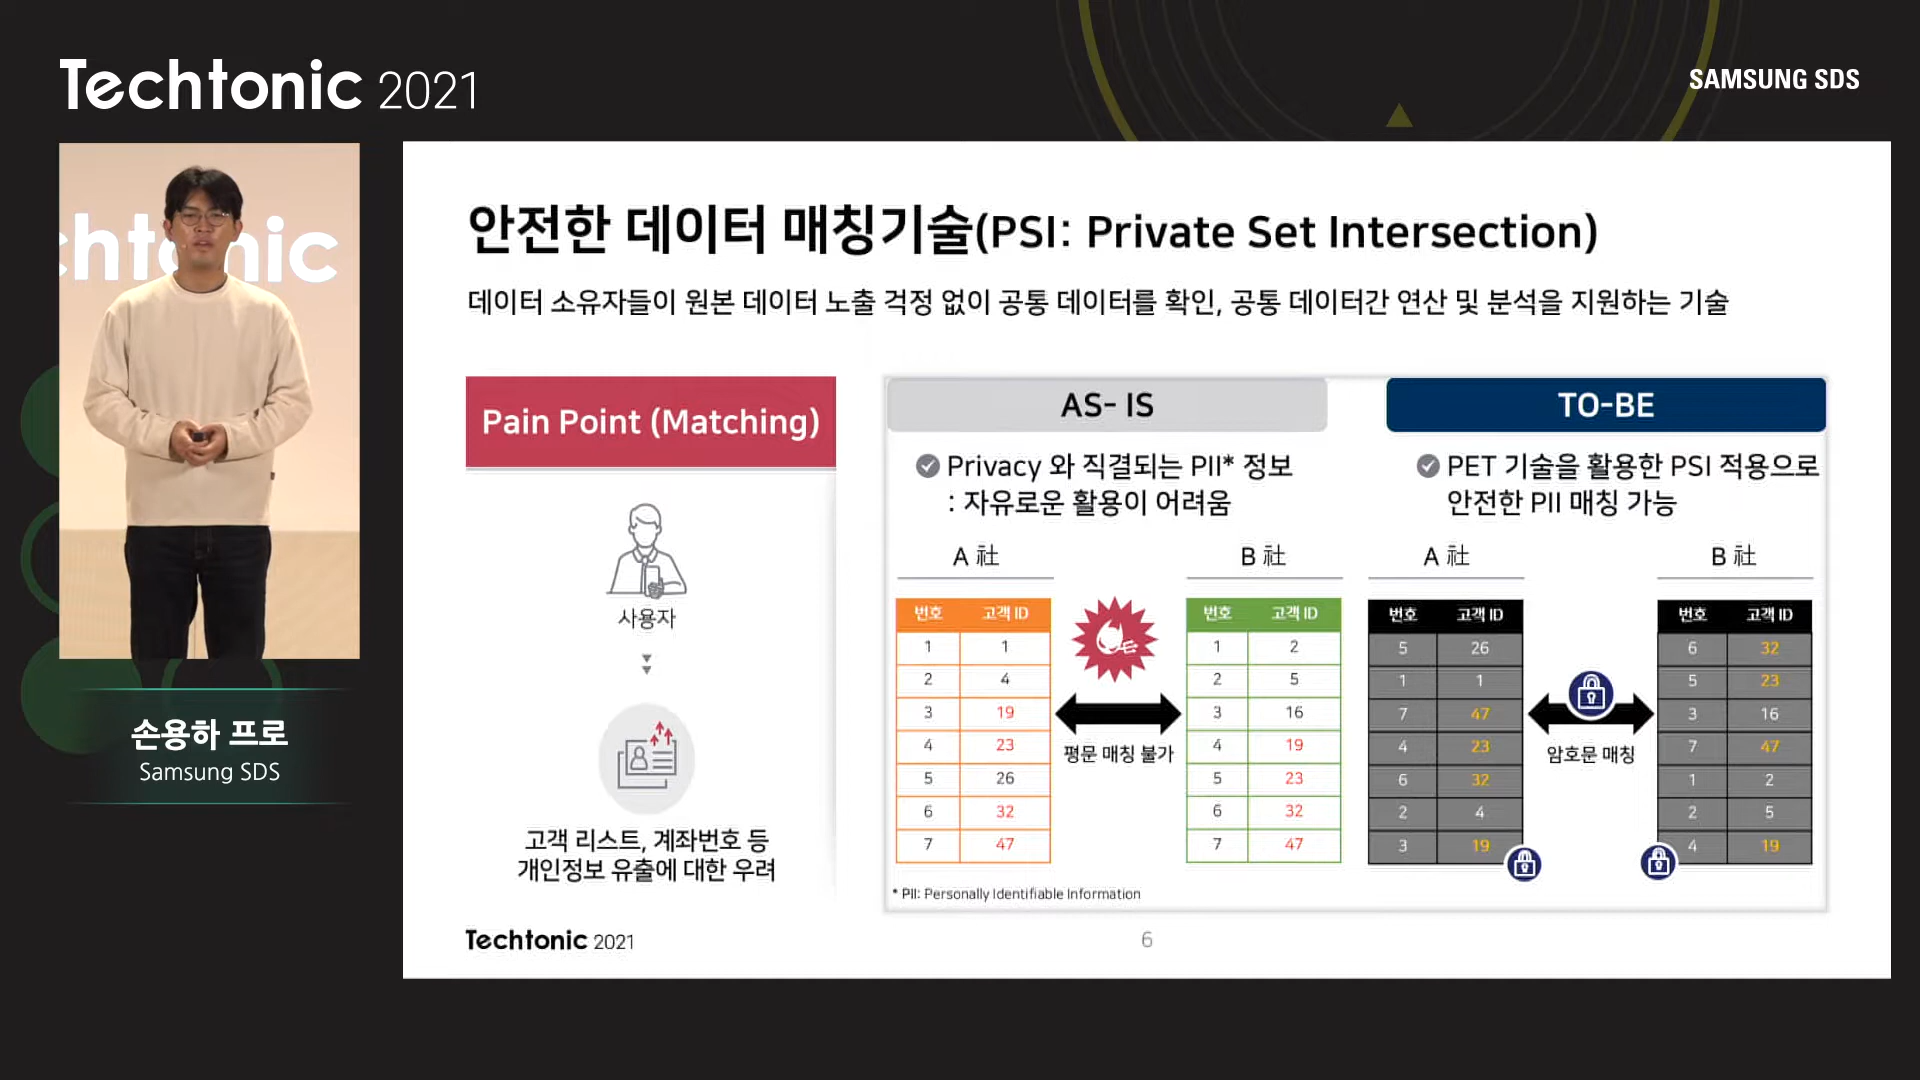 Techtonic 2021
SAMSUNG SDS
chtonic
손용하 프로
Samsung SDS
안전한 데이터 매칭기술(PSI: Private Set Intersection)
데이터 소유자들이 원본 데이터 노출 걱정 없이 공통 데이터를 확인, 공통 데이터간 연산 및 분석을 지원하는 기술
Pain Point (Matching)
사용자
고객 리스트, 계좌번호 등
개인정보 유출에 대한 우려
AS- IS
Privacy 와 직결되는 PII* 정보
: 자유로운 활용이 어려움
A 社
번호 고객 ID
1 1
2 4
3 19
4 23
5 26
6 32
7 47
평문 매칭 불가
B 社
번호 고객 ID
1 2
2 5
3 16
4 19
5 23
6 32
7 47
* PII: Personally Identifiable Information
TO-BE
PET 기술을 활용한 PSI 적용으로
안전한 PII 매칭 가능
A 社
번호 고객 ID
5 26
1 1
7 47
4 23
6 32
2 4
3 19
암호문 매칭
B 社
번호 고객 ID
6 32
5 23
3 16
7 47
1 2
2 5
4 19
Techtonic 2021
6